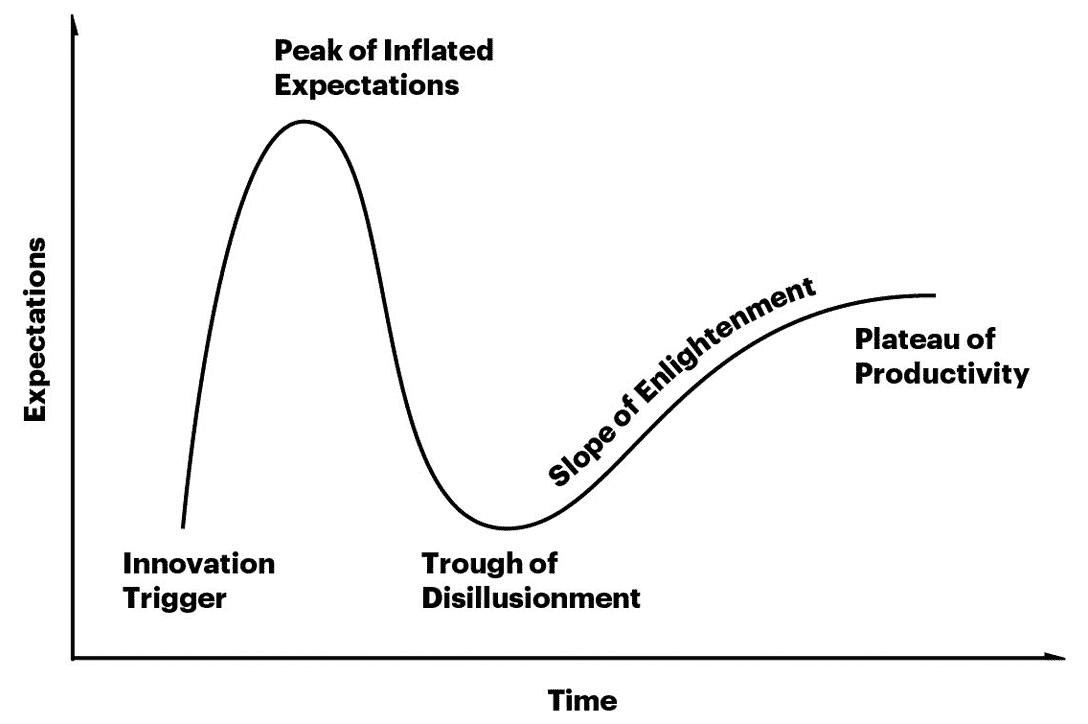 Peak of Inflated
Expectations
Expectations
Slope of Enlightenment
Plateau of
Productivity
Innovation
Trigger
Trough of
Disillusionment
Time